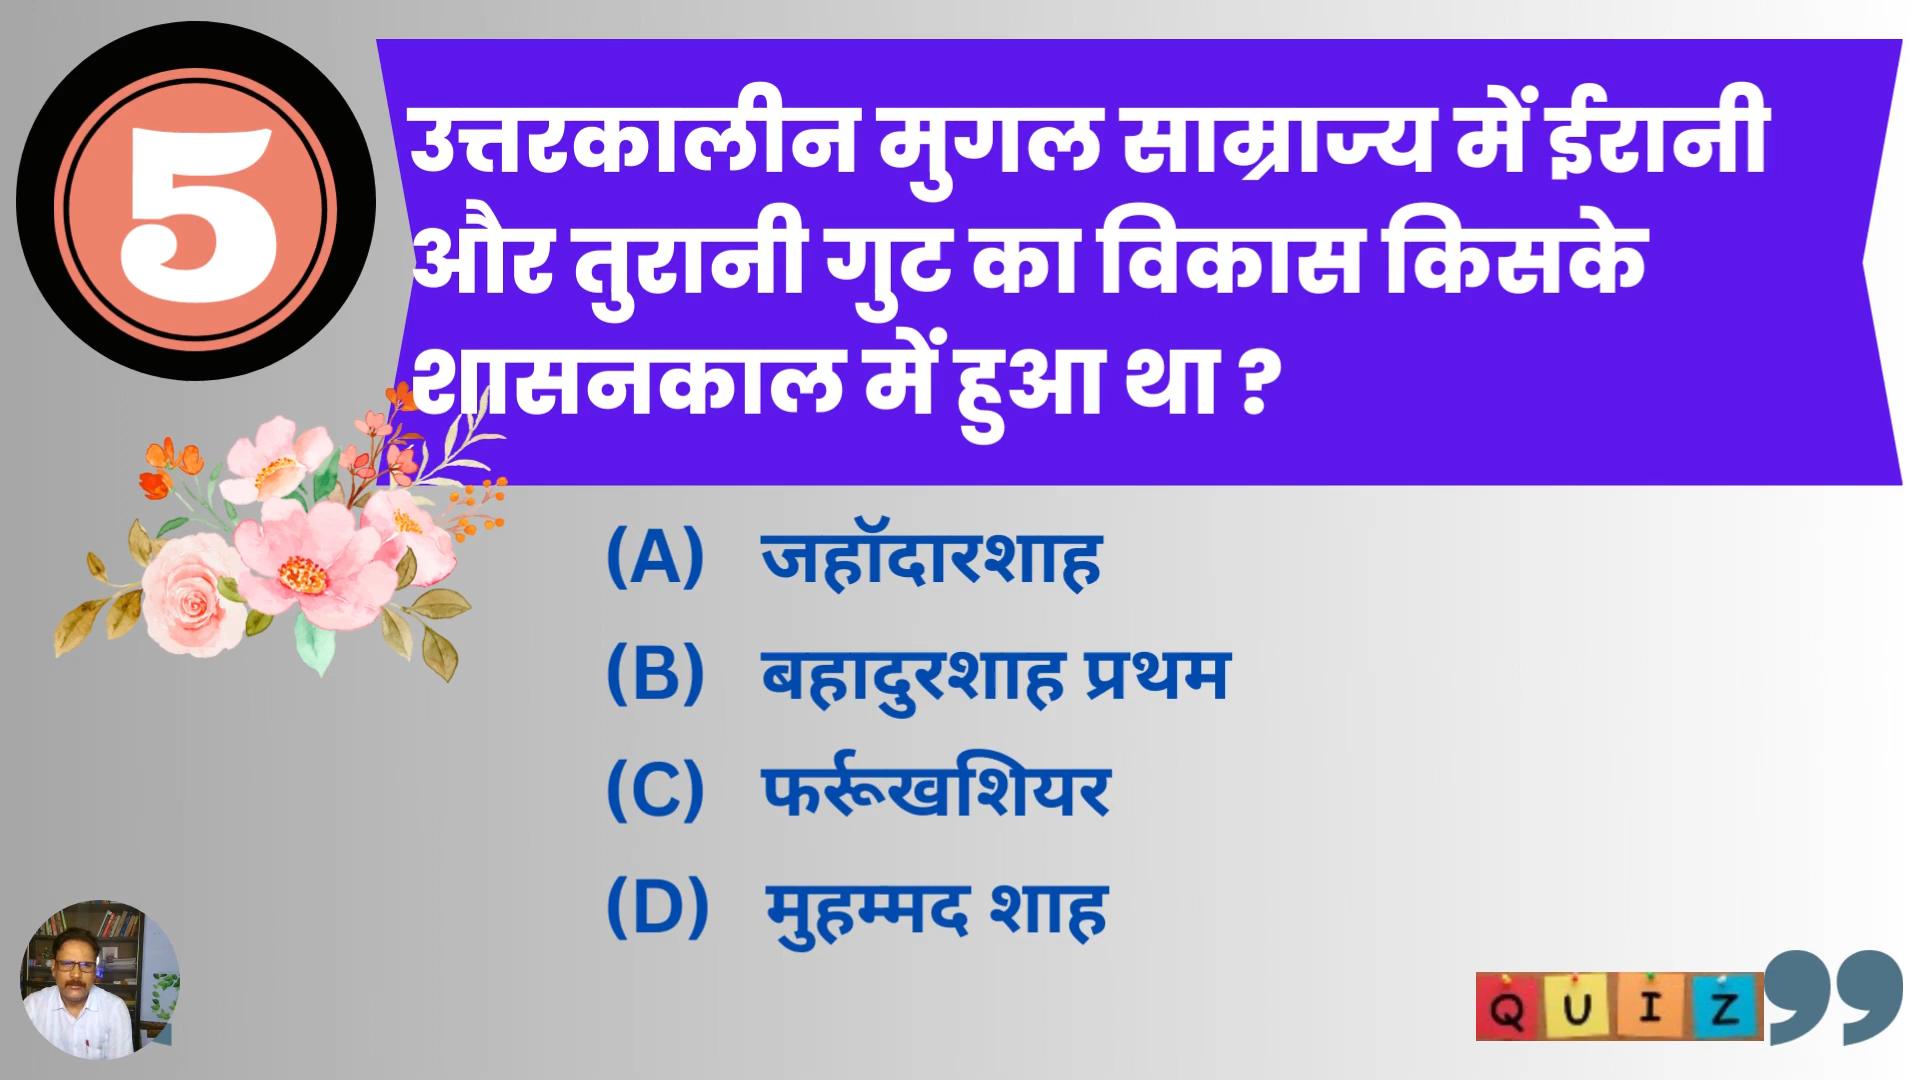 5
उत्तरकालीन मुगल साम्राज्य में ईरानी
और तुरानी गुट का विकास किसके
शासनकाल में हुआ था ?
(A) जहॉदारशाह
(B) बहादुरशाह प्रथम
(C) फर्रूखशियर
(D) मुहम्मद शाह
QUIZ